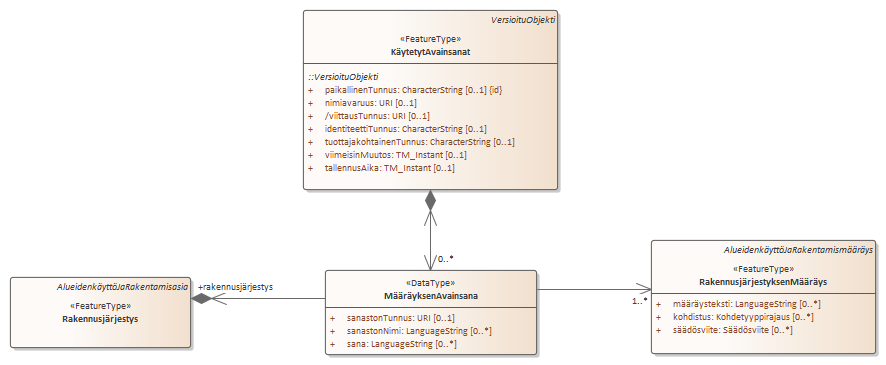 VersioituObjekti
«FeatureType»
KäytetytAvainsanat
::VersioituObjekti
+ paikallinenTunnus: CharacterString [0..1] {id}
+ nimiavaruus: URI [0..1]
+ /viittausTunnus: URI [0..1]
+ identiteettiTunnus: CharacterString [0..1]
+ tuottajakohtainenTunnus: CharacterString [0..1]
+ viimeisinMuutos: TM_Instant [0..1]
+ tallennusAika: TM_Instant [0..1]
/0..*
AlueidenkäyttöJaRakentamisasia
«FeatureType»
Rakennusjärjestys
+rakennusjärjestys
«DataType»
MääräyksenAvainsana
+ sanastonTunnus: URI [0..1]
+ sanastonNimi: LanguageString [0..*]
+ sana: LanguageString [0..*]
1..*
AlueidenkäyttöJaRakentamismääräys
«FeatureType»
RakennusjärjestyksenMääräys
+ määräysteksti: LanguageString [0..*]
+ kohdistus: Kohdetyyppirajaus [0..*]
+ säädösviite: Säädösviite [0..*]